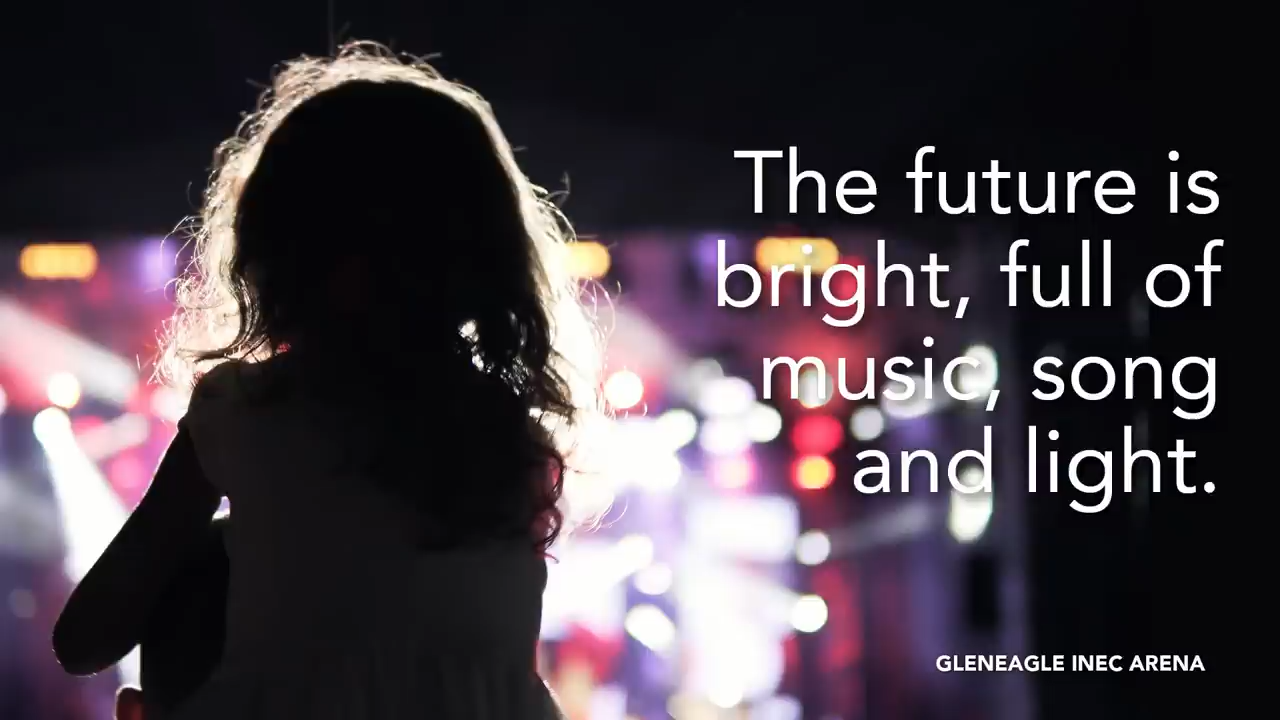 The future is
bright, full of
music, song
and light.
GLENEAGLE INEC ARENA